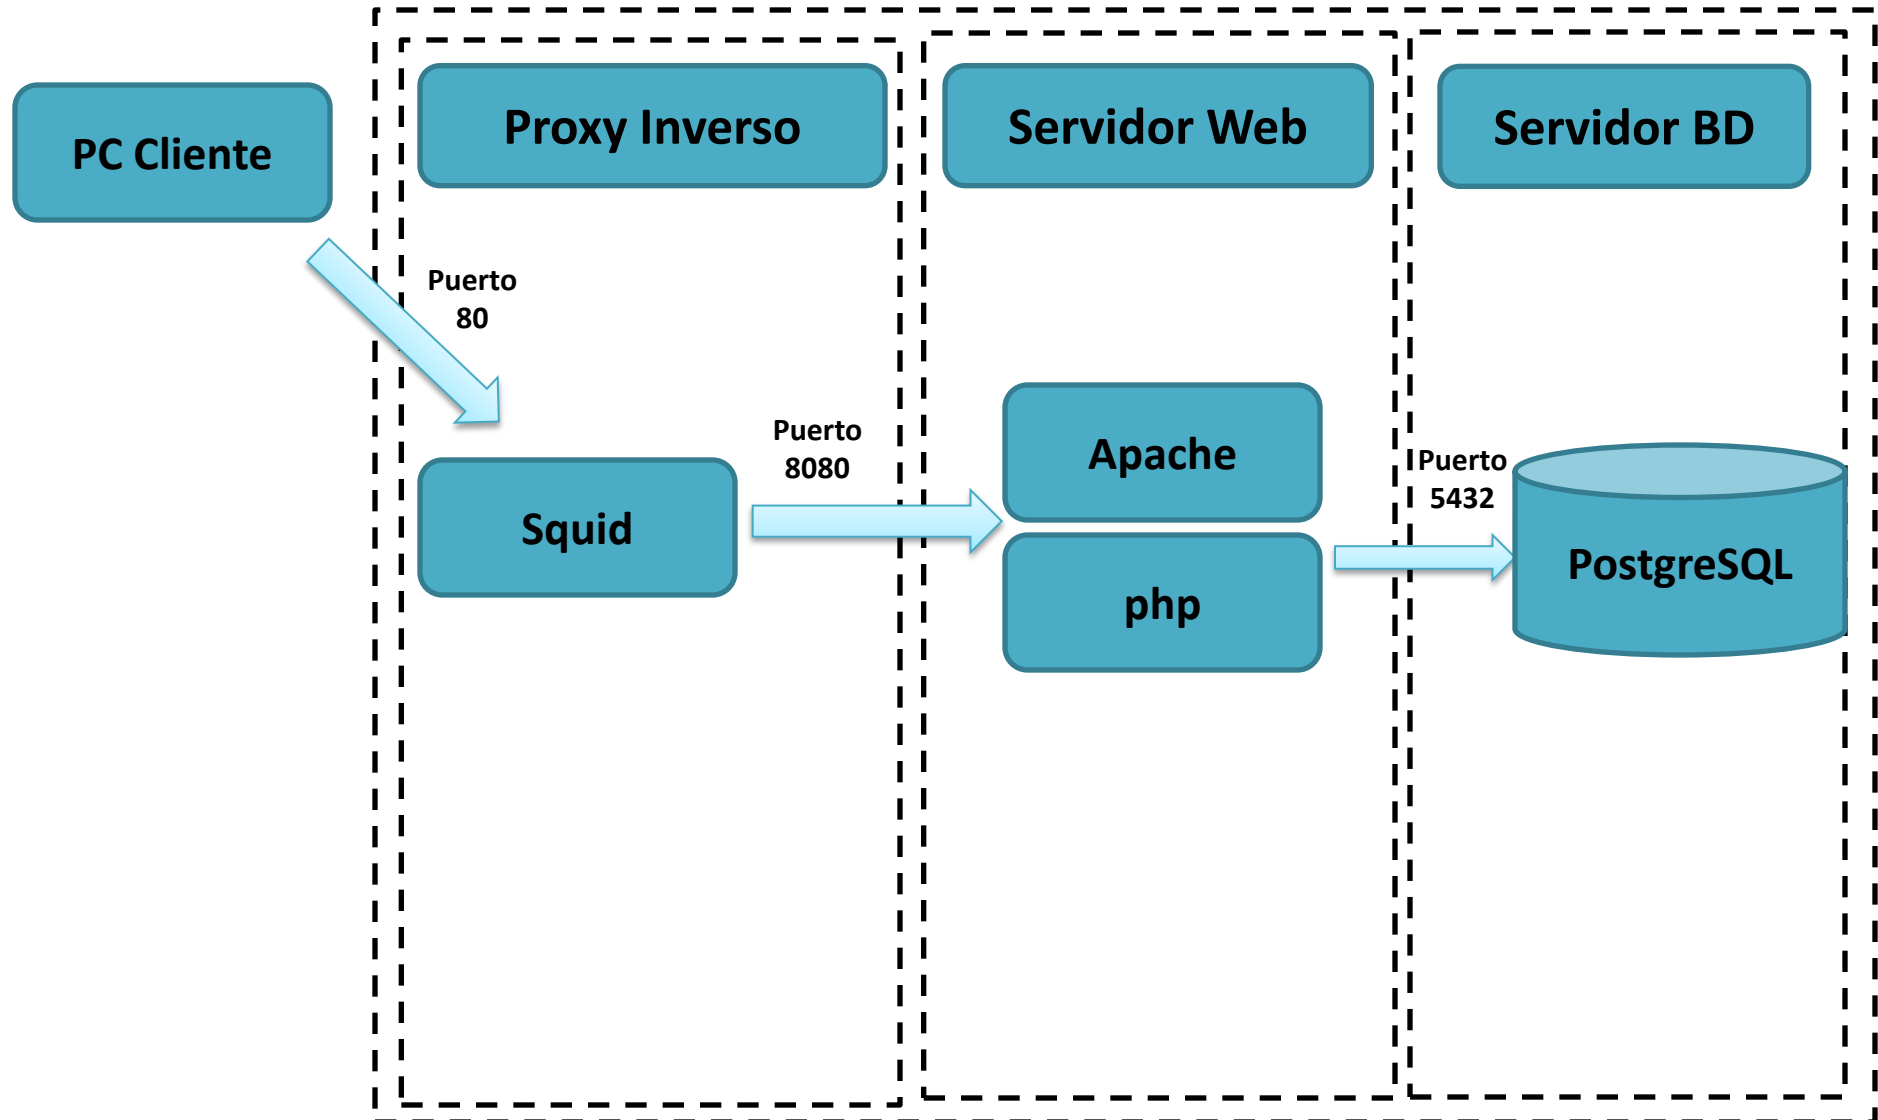 PC Cliente
Proxy Inverso
Servidor Web
Servidor BD
Puerto
80
Puerto
8080
Squid
Apache
php
Puerto
5432
PostgreSQL